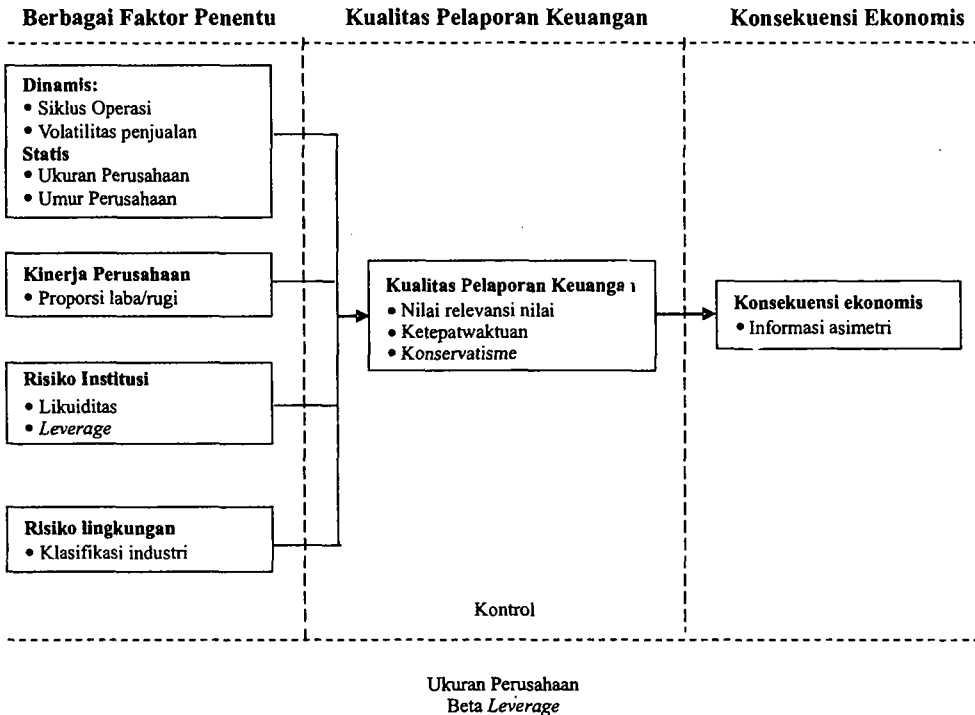 Berbagai Faktor Penentu
Kualitas Pelaporan Keuangan
Konsekuensi Ekonomis
Dinamis:
• Siklus Operasi
• Volatilitas penjualan
Statis
• Ukuran Perusahaan
• Umur Perusahaan
Kinerja Perusahaan
• Proporsi laba/rugi
Risiko Institusi
• Likuiditas
• Leverage
Risiko lingkungan
• Klasifikasi industri
Kualitas Pelaporan Keuangan
• Nilai relevansi nilai
• Ketepatwaktuan
• Konservatisme
Konsekuensi ekonomis
• Informasi asimetri
Kontrol
Ukuran Perusahaan
Beta Leverage